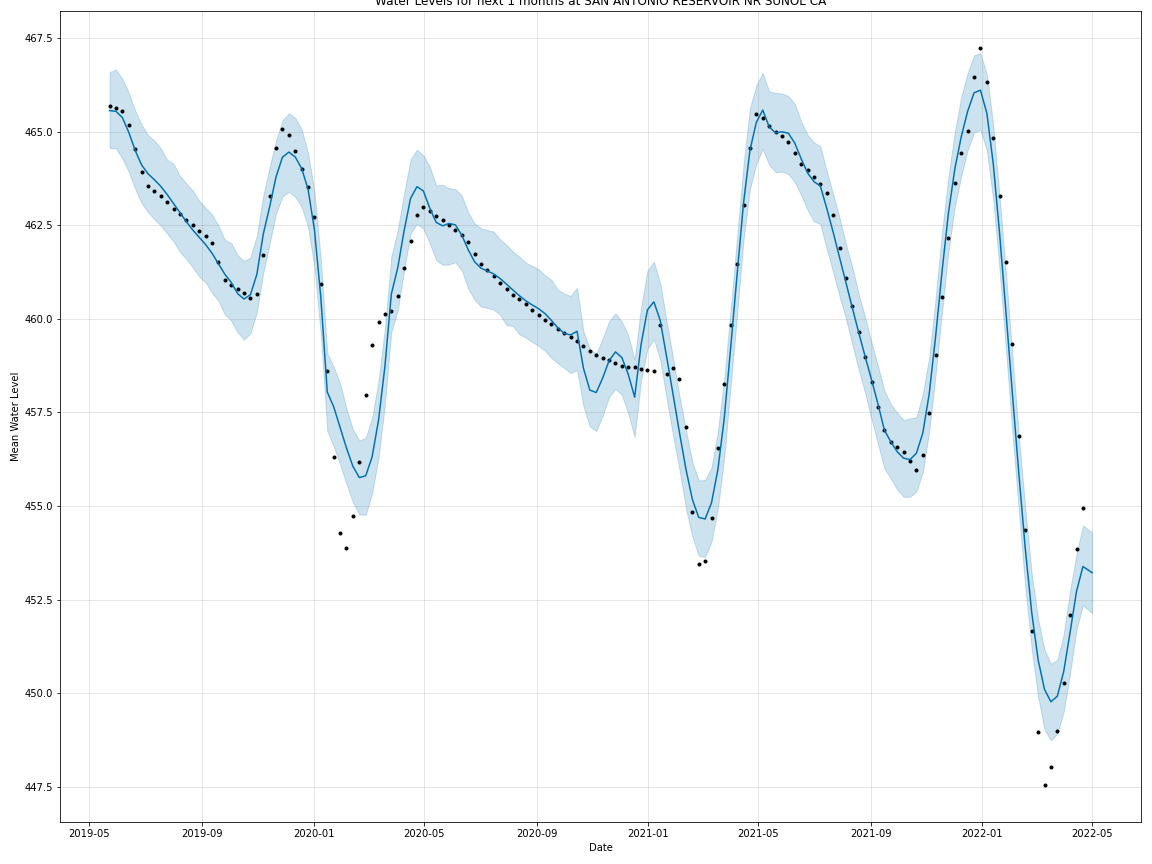 Water Levels for next 1 months at SAN ANTONIO RESERVOIR NR SUNOL CA
467.5
465.0
462.5
460.0
457.5
455.0
452.5
450.0
447.5
Mean Water Level
2019-05 2019-09 2020-01 2020-05 2020-09 2021-01 2021-05 2021-09 2022-01 2022-05
Date